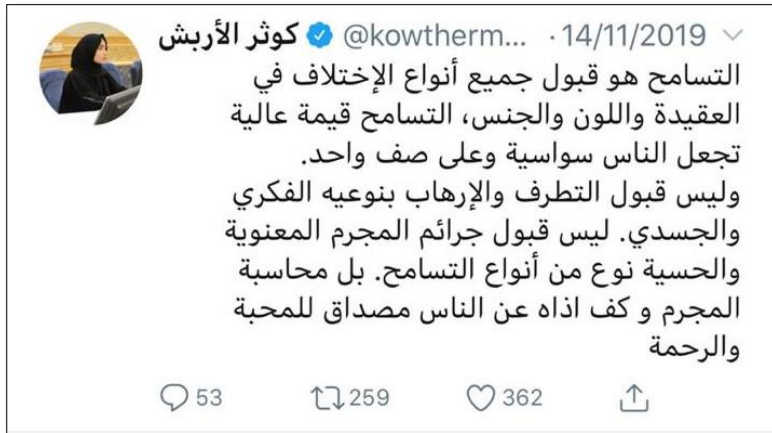 كوثر الأربش @kowtherm... · 14/11/2019
التسامح هو قبول جميع أنواع الإختلاف في
العقيدة واللون والجنس، التسامح قيمة عالية
تجعل الناس سواسية وعلى صف واحد.
وليس قبول التطرف والإرهاب بنوعيه الفكري
والجسدي. ليس قبول جرائم المجرم المعنوية
والحسية نوع من أنواع التسامح. بل محاسبة
المجرم و كف اذاه عن الناس مصداق للمحبة
والرحمة
53 259 362